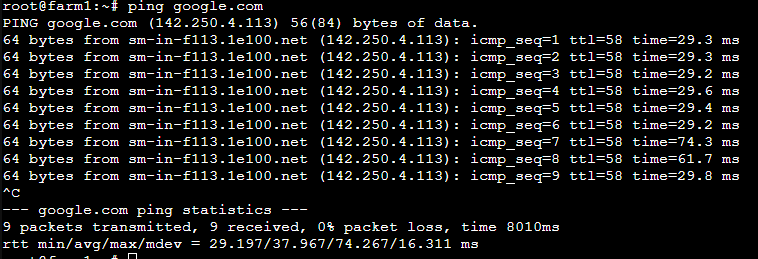 root@farm1:~# ping google.com
PING google.com (142.250.4.113) 56(84) bytes of data.
64 bytes from sm-in-f113.1e100.net (142.250.4.113): icmp_seq=1 ttl=58 time=29.3 ms
64 bytes from sm-in-f113.1e100.net (142.250.4.113): icmp_seq=2 ttl=58 time=29.3 ms
64 bytes from sm-in-f113.1e100.net (142.250.4.113): icmp_seq=3 ttl=58 time=29.2 ms
64 bytes from sm-in-f113.1e100.net (142.250.4.113): icmp_seq=4 ttl=58 time=29.6 ms
64 bytes from sm-in-f113.1e100.net (142.250.4.113): icmp_seq=5 ttl=58 time=29.4 ms
64 bytes from sm-in-f113.1e100.net (142.250.4.113): icmp_seq=6 ttl=58 time=29.2 ms
64 bytes from sm-in-f113.1e100.net (142.250.4.113): icmp_seq=7 ttl=58 time=74.3 ms
64 bytes from sm-in-f113.1e100.net (142.250.4.113): icmp_seq=8 ttl=58 time=61.7 ms
64 bytes from sm-in-f113.1e100.net (142.250.4.113): icmp_seq=9 ttl=58 time=29.8 ms
^C
--- google.com ping statistics ---
9 packets transmitted, 9 received, 0% packet loss, time 8010ms
rtt min/avg/max/mdev = 29.197/37.967/74.267/16.311 ms